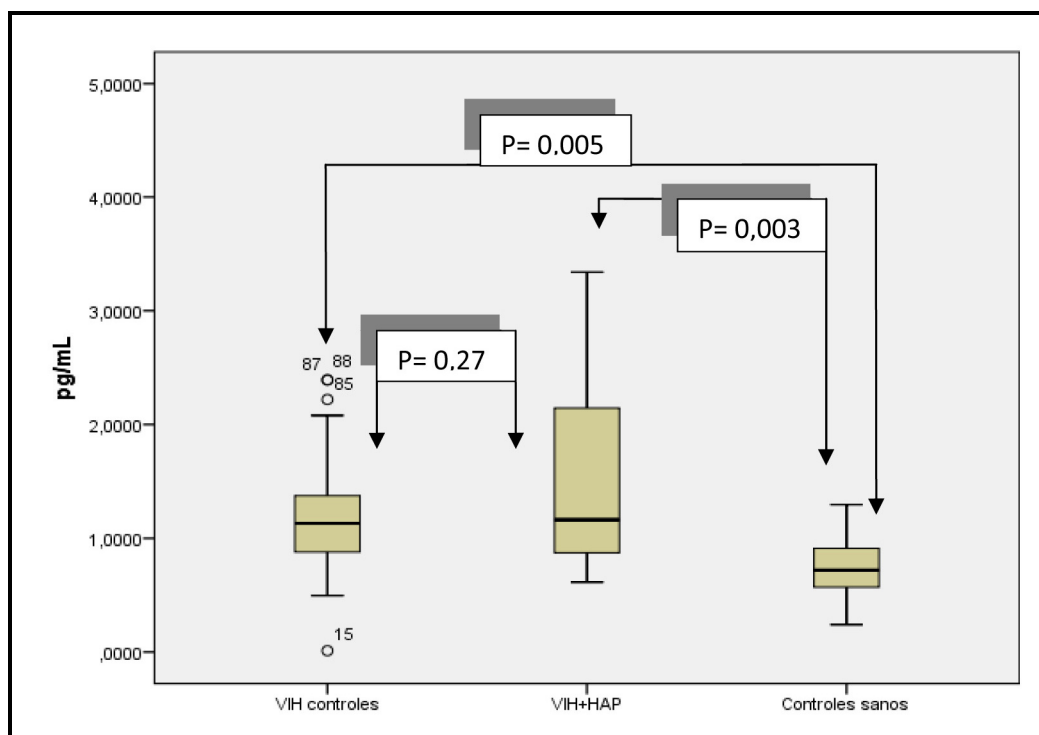 5,0000
P= 0,005
4,0000
P= 0,003
3,0000
P= 0,27
87 88
85
2,0000
1,0000
15
,0000
pg/mL
VIH controles VIH+HAP Controles sanos